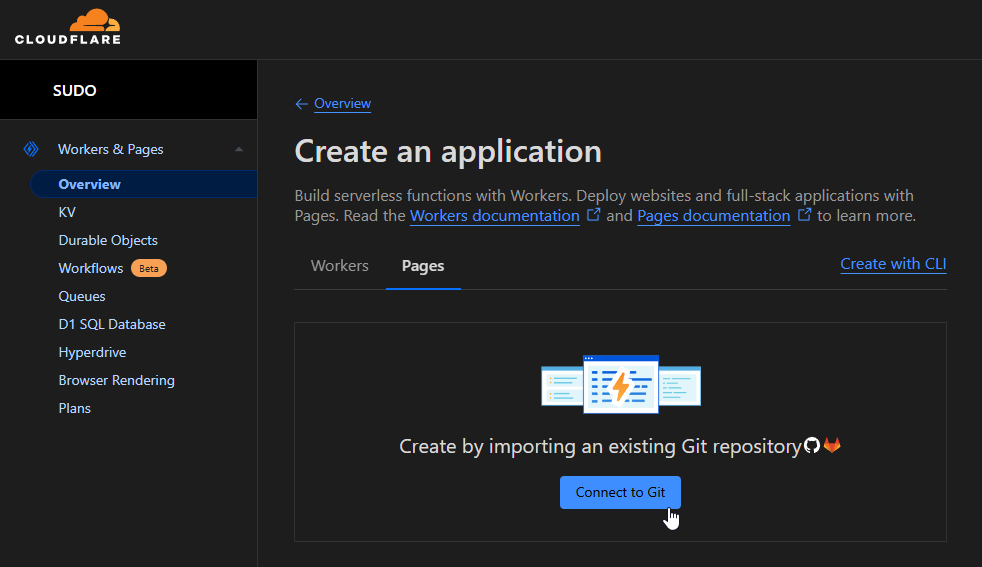 CLOUDFLARE
SUDO
Workers & Pages
Overview
KV
Durable Objects
Workflows Beta
Queues
D1 SQL Database
Hyperdrive
Browser Rendering
Plans
Overview
Create an application
Build serverless functions with Workers. Deploy websites and full-stack applications with
Pages. Read the Workers documentation and Pages documentation to learn more.
Workers Pages Create with CLI
Create by importing an existing Git repository
Connect to Git